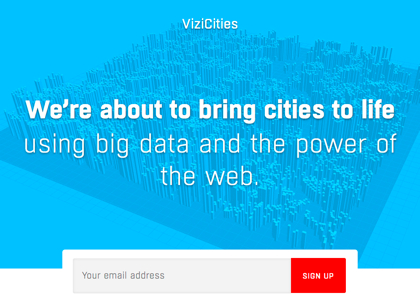 ViziCities
We're about to bring cities to life
using big data and the power of
the web.
Your email address
SIGN UP